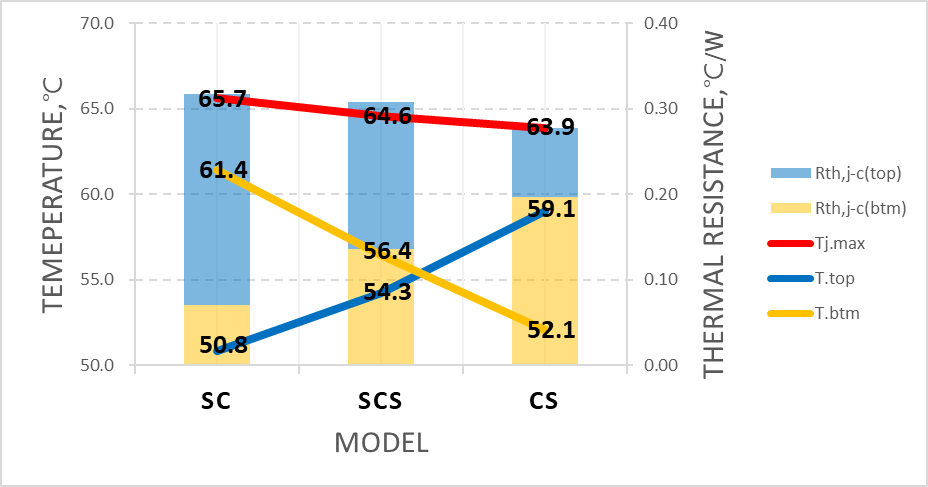 70.0
65.0
60.0
55.0
50.0
TEMEPERATURE,℃
65.7
64.6
63.9
61.4
59.1
56.4
54.3
52.1
50.8
0.40
0.30
0.20
0.10
0.00
THERMAL RESISTANCE,℃/W
SC SCS CS
MODEL
Rth,j-c(top)
Rth,j-c(btm)
Tj.max
T.top
T.btm